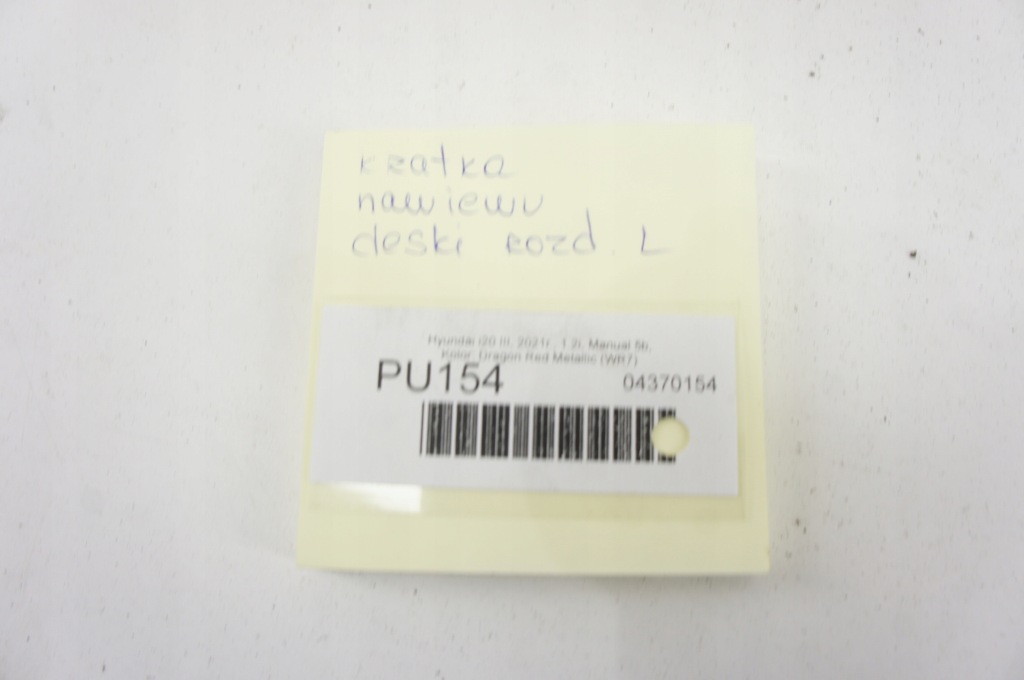 kratka
nawiewu
deski rozd. L
Hyundai i20 III, 2021r., 1.2i, Manual 5b,
Kolor: Dragon Red Metallic (WR7)
PU154
04370154